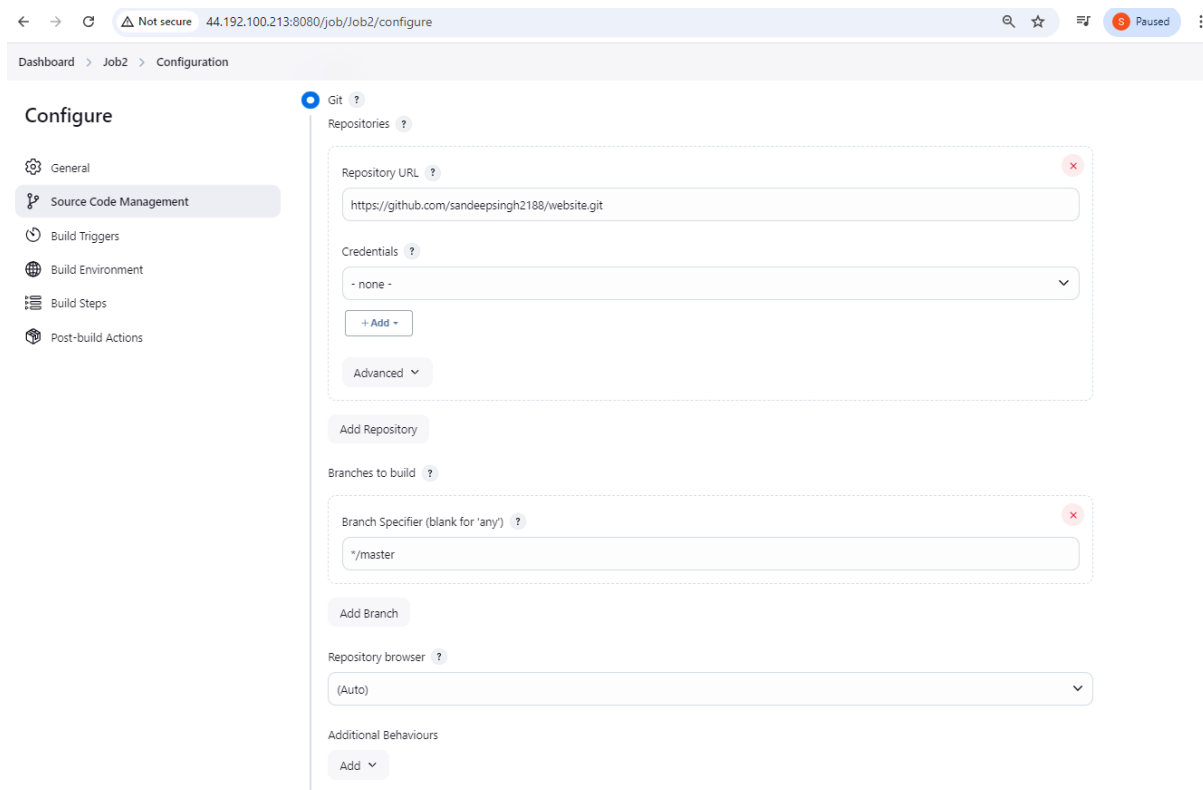 Not secure 44.192.100.213:8080/job/Job2/configure S Paused
Dashboard > Job2 > Configuration
Configure
General
Source Code Management
Build Triggers
Build Environment
Build Steps
Post-build Actions
Git ?
Repositories ?
Repository URL ?
https://github.com/sandeepsingh2188/website.git
Credentials ?
- none -
+ Add
Advanced
Add Repository
Branches to build ?
Branch Specifier (blank for 'any') ?
*/master
Add Branch
Repository browser ?
(Auto)
Additional Behaviours
Add